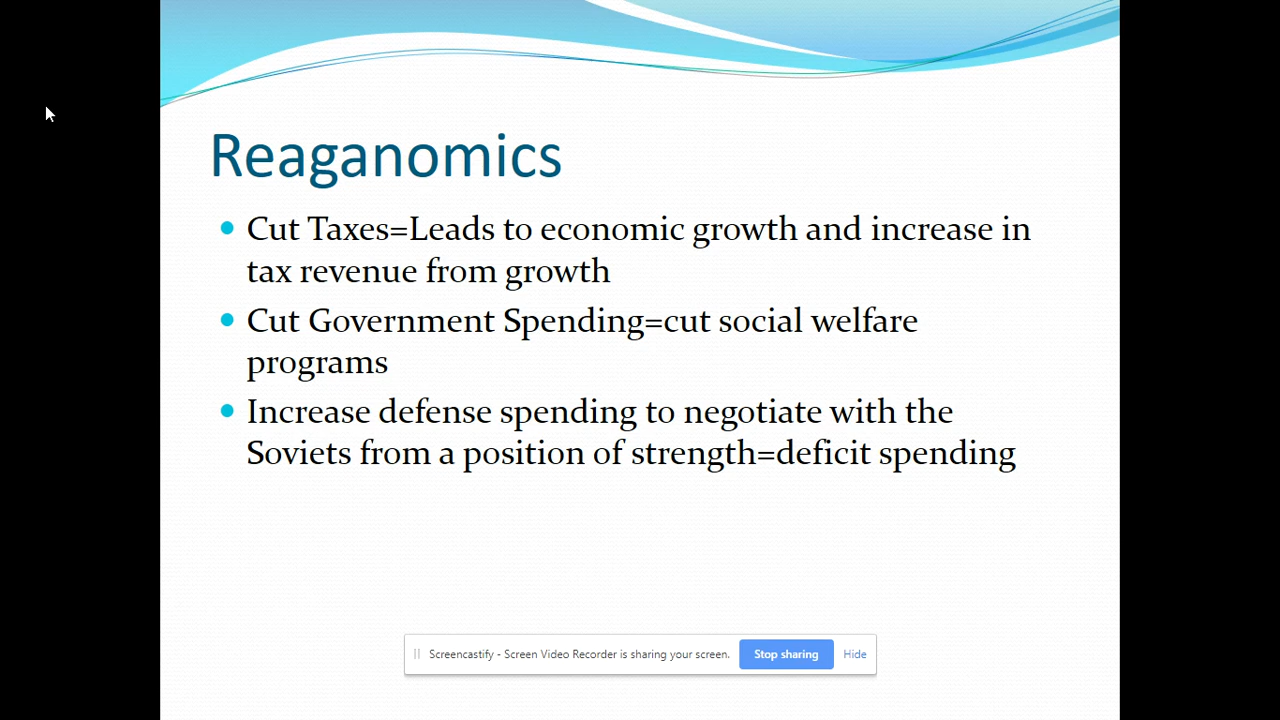 Reaganomics
Cut Taxes=Leads to economic growth and increase in
tax revenue from growth
Cut Government Spending=cut social welfare
programs
Increase defense spending to negotiate with the
Soviets from a position of strength=deficit spending
Screencastify - Screen Video Recorder is sharing your screen. Stop sharing Hide